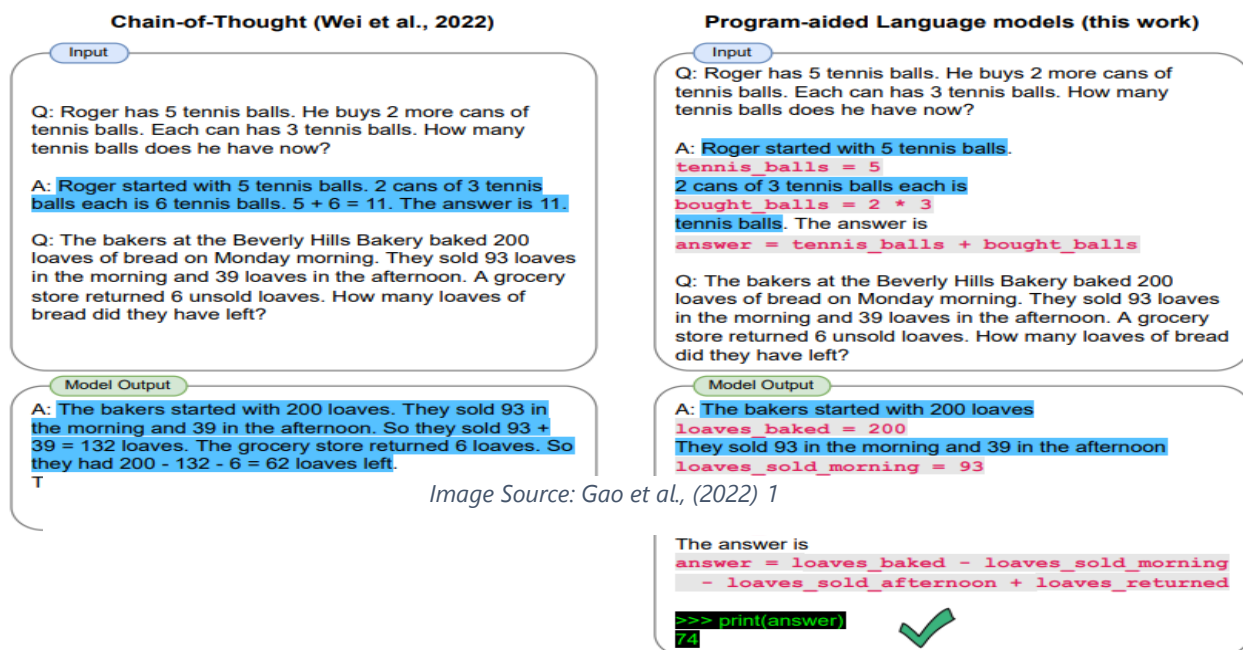 Chain-of-Thought (Wei et al., 2022)
Input
Q: Roger has 5 tennis balls. He buys 2 more cans of
tennis balls. Each can has 3 tennis balls. How many
tennis balls does he have now?
A: Roger started with 5 tennis balls. 2 cans of 3 tennis
balls each is 6 tennis balls. 5 + 6 = 11. The answer is 11.
Q: The bakers at the Beverly Hills Bakery baked 200
loaves of bread on Monday morning. They sold 93 loaves
in the morning and 39 loaves in the afternoon. A grocery
store returned 6 unsold loaves. How many loaves of
bread did they have left?
Model Output
A: The bakers started with 200 loaves. They sold 93 in
the morning and 39 in the afternoon. So they sold 93 +
39 = 132 loaves. The grocery store returned 6 loaves. So
they had 200 - 132 - 6 = 62 loaves left.
T
Program-aided Language models (this work)
Input
Q: Roger has 5 tennis balls. He buys 2 more cans of
tennis balls. Each can has 3 tennis balls. How many
tennis balls does he have now?
A: Roger started with 5 tennis balls.
tennis_balls = 5
2 cans of 3 tennis balls each is
bought_balls = 2 * 3
tennis balls. The answer is
answer = tennis_balls + bought_balls
Q: The bakers at the Beverly Hills Bakery baked 200
loaves of bread on Monday morning. They sold 93 loaves
in the morning and 39 loaves in the afternoon. A grocery
store returned 6 unsold loaves. How many loaves of bread
did they have left?
Model Output
A: The bakers started with 200 loaves
loaves_baked = 200
They sold 93 in the morning and 39 in the afternoon
loaves_sold_morning = 93
Image Source: Gao et al., (2022) 1
The answer is
answer = loaves_baked - loaves_sold_morning
- loaves_sold_afternoon + loaves_returned
>>> print(answer)
74